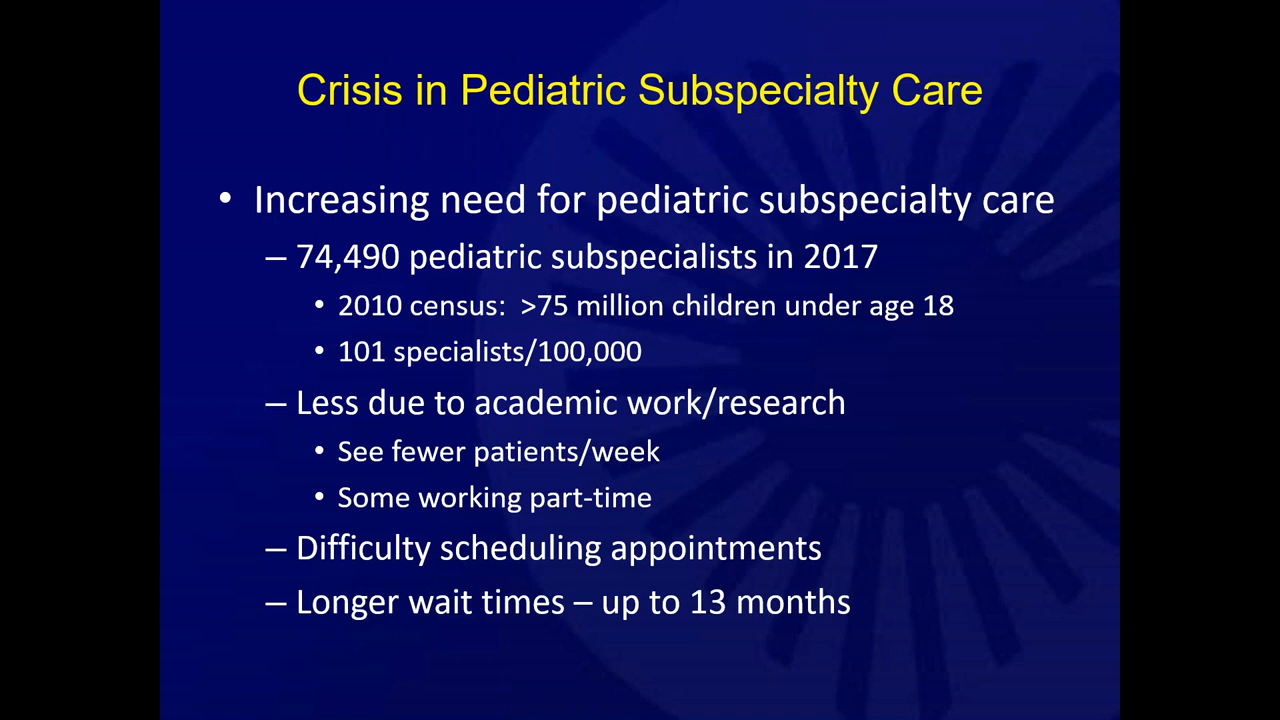 Crisis in Pediatric Subspecialty Care
• Increasing need for pediatric subspecialty care
– 74,490 pediatric subspecialists in 2017
• 2010 census:  >75 million children under age 18
• 101 specialists/100,000
– Less due to academic work/research
• See fewer patients/week
• Some working part-time
– Difficulty scheduling appointments
– Longer wait times – up to 13 months